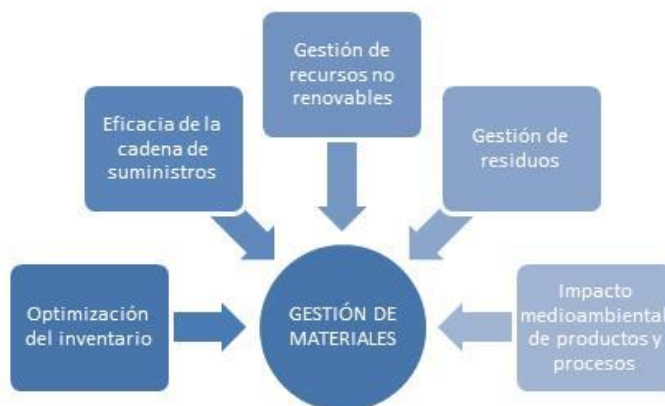 Gestión de
recursos no
renovables
Eficacia de la
cadena de
suministros
Gestión de
residuos
Optimización
del inventario
GESTIÓN DE
MATERIALES
Impacto
medioambiental
de productos y
procesos